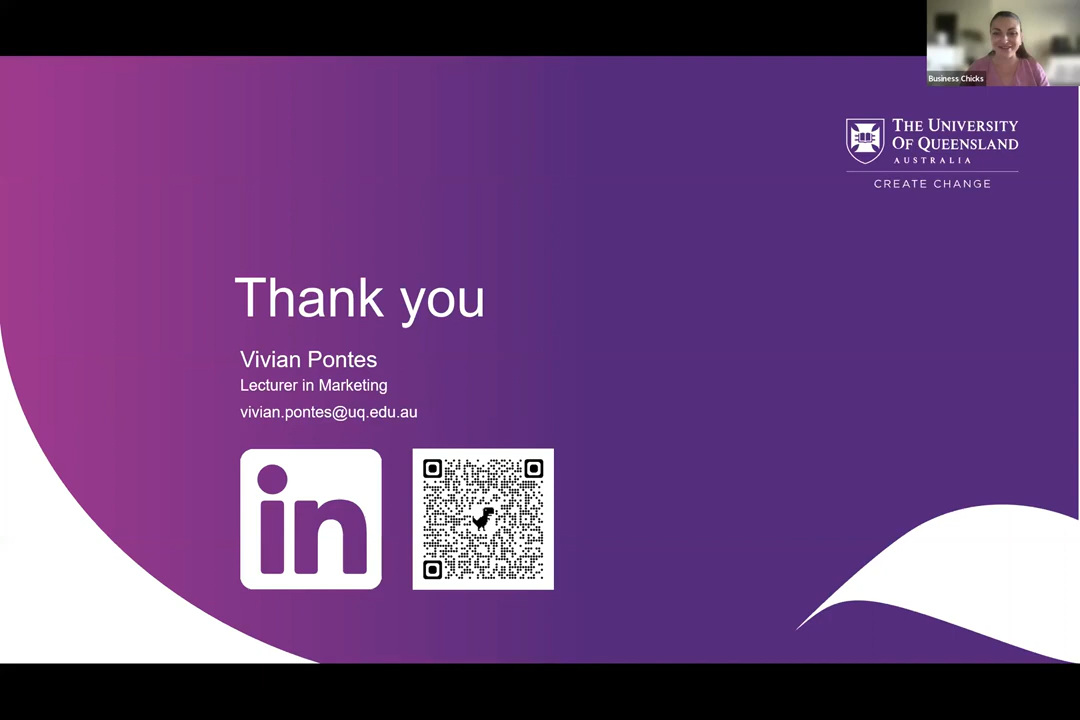 Business Chicks
THE UNIVERSITY
OF QUEENSLAND
AUSTRALIA
CREATE CHANGE
Thank you
Vivian Pontes
Lecturer in Marketing
vivian.pontes@uq.edu.au
in